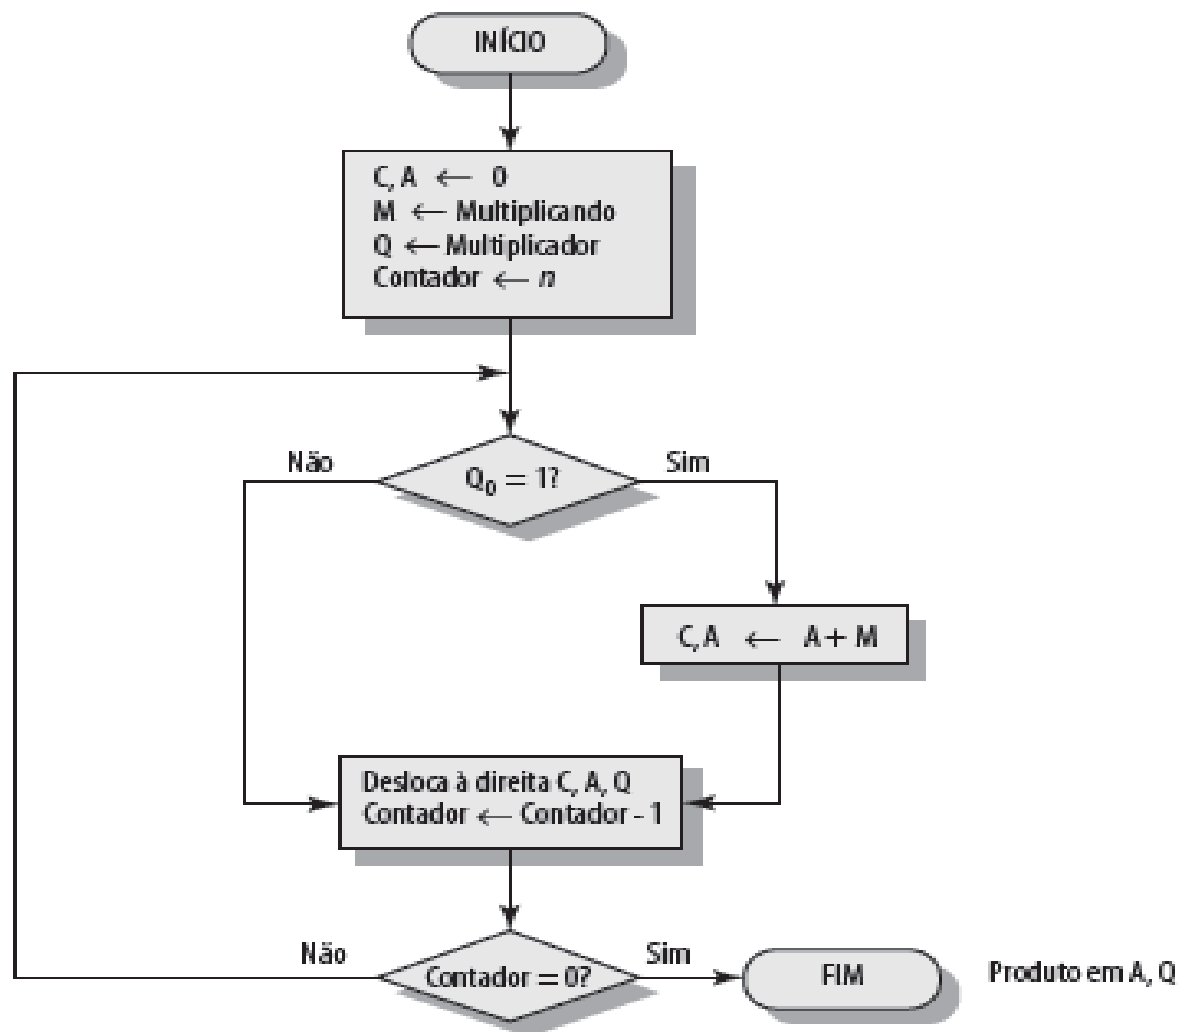 INÍCIO
C, A ← 0
M ← Multiplicando
Q ← Multiplicador
Contador ← n
Não
Q₀ = 1?
Sim
C, A ← A + M
Desloca à direita C, A, Q
Contador ← Contador - 1
Não
Contador = 0?
Sim
FIM
Produto em A, Q